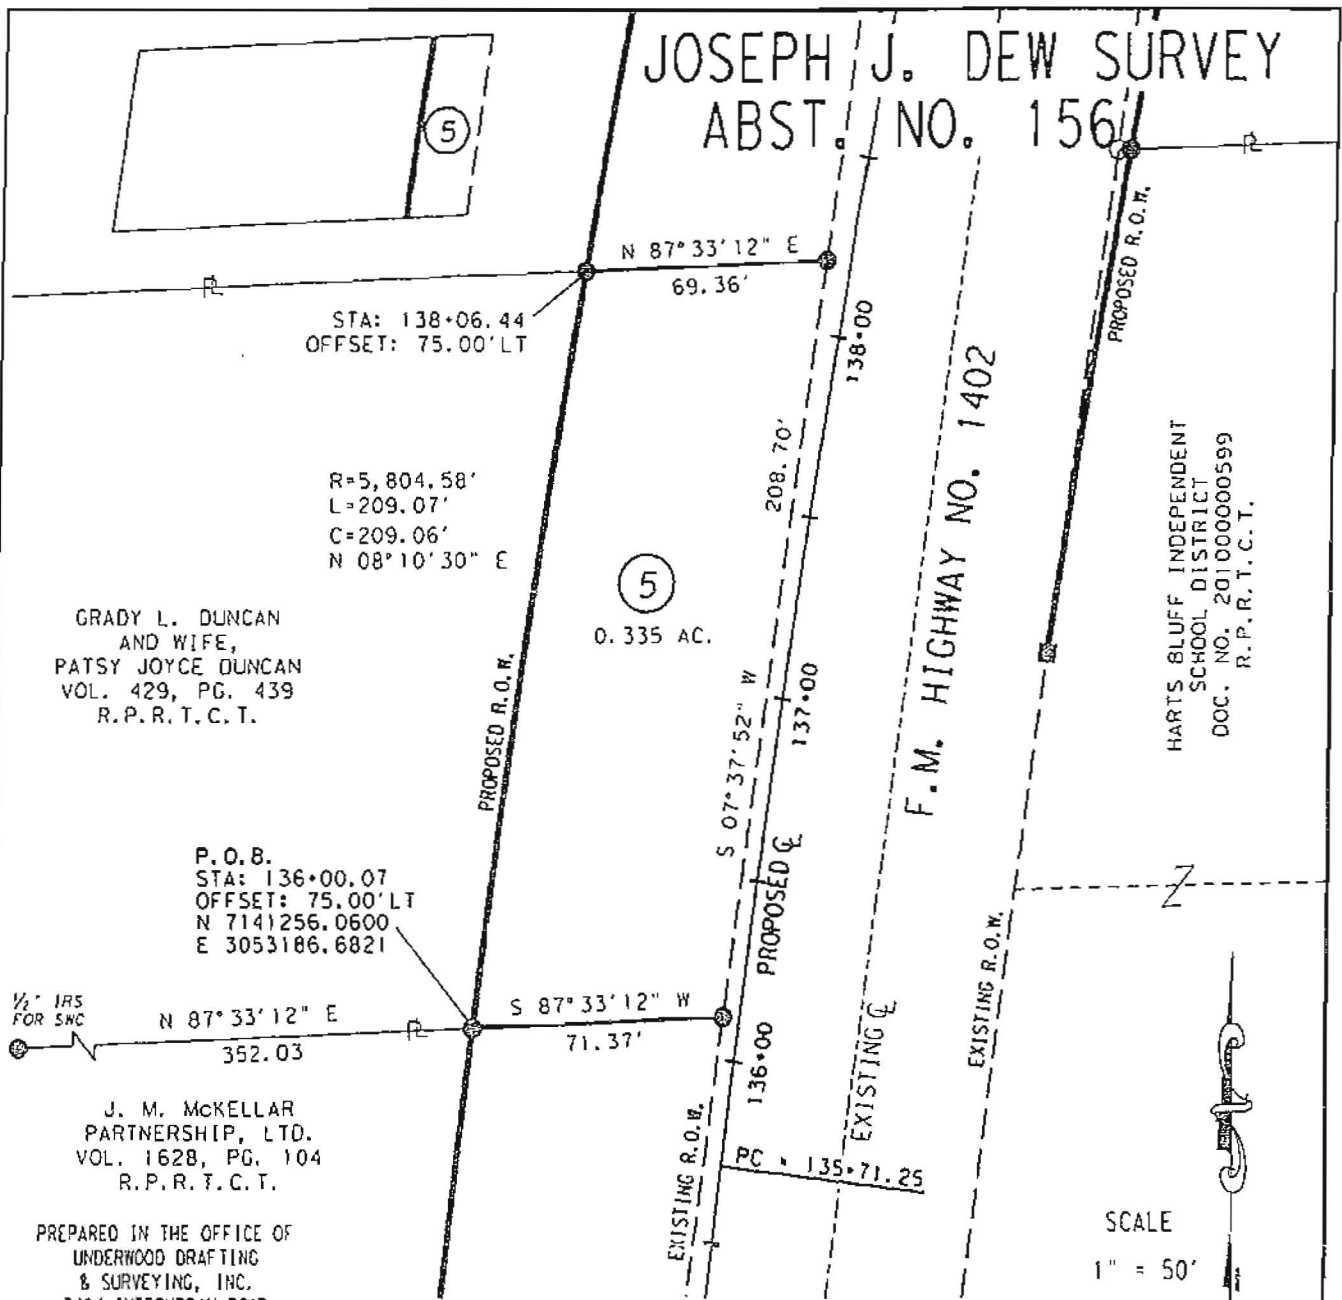 JOSEPH J. DEW SURVEY
ABST. NO. 156
5
N 87°33'12" E
69.36'
STA: 138+06.44
OFFSET: 75.00'LT
138+00
PROPOSED R.O.W.
R=5,804.58'
L=209.07'
C=209.06'
N 08°10'30" E
208.70'
5
0.335 AC.
F.M. HIGHWAY NO. 1402
HARTS BLUFF INDEPENDENT
SCHOOL DISTRICT
DOC. NO. 20100000599
R.P.R.T.C.T.
GRADY L. DUNCAN
AND WIFE,
PATSY JOYCE DUNCAN
VOL. 429, PG. 439
R.P.R.T.C.T.
PROPOSED R.O.W.
S 07°37'52" W
137+00
PROPOSED ℄
P.O.B.
STA: 136+00.07
OFFSET: 75.00'LT
N 7141256.0600
E 3053186.6821
½" IRS
FOR SWC
N 87°33'12" E
352.03
S 87°33'12" W
71.37'
136+00
EXISTING ℄
EXISTING R.O.W.
EXISTING R.O.W.
PC = 135+71.25
J. M. McKELLAR
PARTNERSHIP, LTD.
VOL. 1628, PG. 104
R.P.R.T.C.T.
PREPARED IN THE OFFICE OF
UNDERWOOD DRAFTING
& SURVEYING, INC.
SCALE
1" = 50'